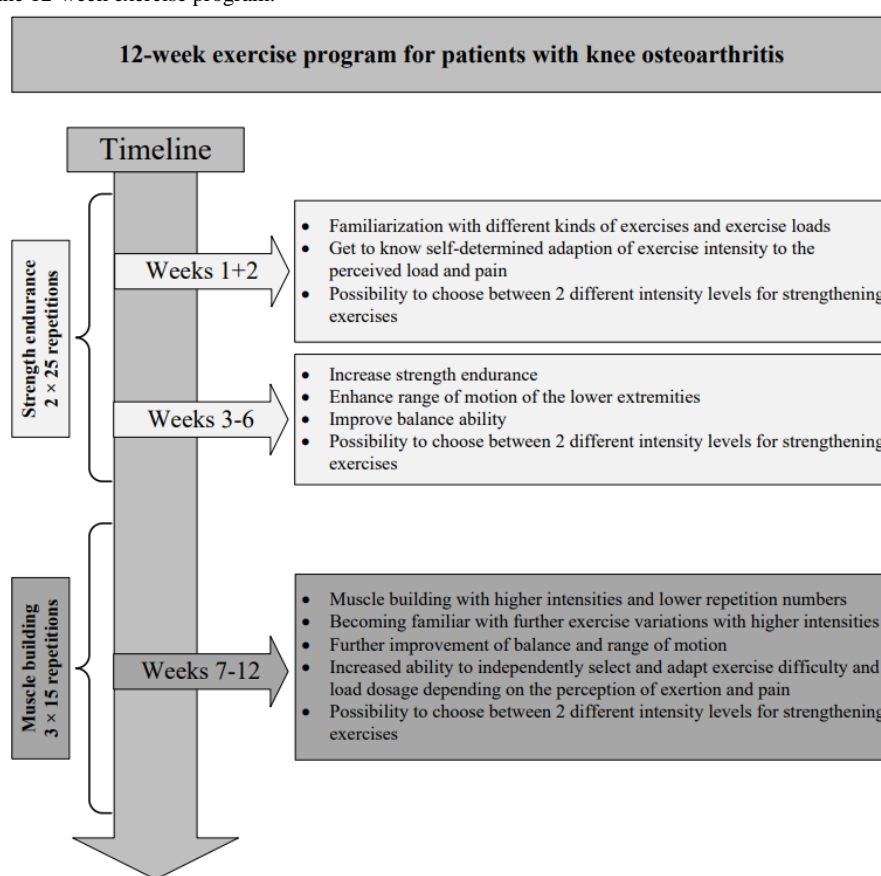 the 12-week exercise program.
12-week exercise program for patients with knee osteoarthritis
Timeline
Strength endurance
2 × 25 repetitions
Weeks 1+2
• Familiarization with different kinds of exercises and exercise loads
• Get to know self-determined adaption of exercise intensity to the
perceived load and pain
• Possibility to choose between 2 different intensity levels for strengthening
exercises
Weeks 3-6
• Increase strength endurance
• Enhance range of motion of the lower extremities
• Improve balance ability
• Possibility to choose between 2 different intensity levels for strengthening
exercises
Muscle building
3 × 15 repetitions
Weeks 7-12
• Muscle building with higher intensities and lower repetition numbers
• Becoming familiar with further exercise variations with higher intensities
• Further improvement of balance and range of motion
• Increased ability to independently select and adapt exercise difficulty and
load dosage depending on the perception of exertion and pain
• Possibility to choose between 2 different intensity levels for strengthening
exercises